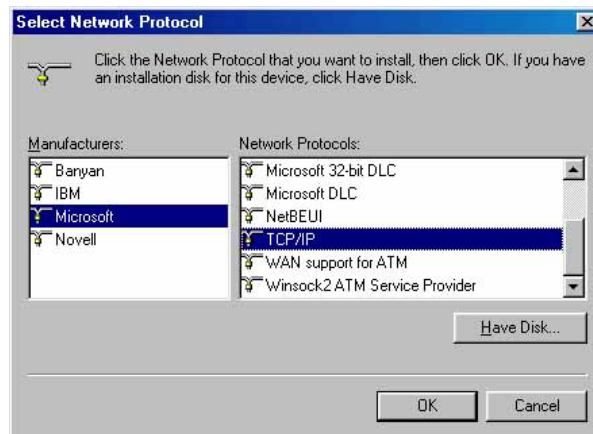 Select Network Protocol
Click the Network Protocol that you want to install, then click OK. If you have
an installation disk for this device, click Have Disk.
Manufacturers:
Banyan
IBM
Microsoft
Novell
Network Protocols:
Microsoft 32-bit DLC
Microsoft DLC
NetBEUI
TCP/IP
WAN support for ATM
Winsock2 ATM Service Provider
Have Disk...
OK
Cancel